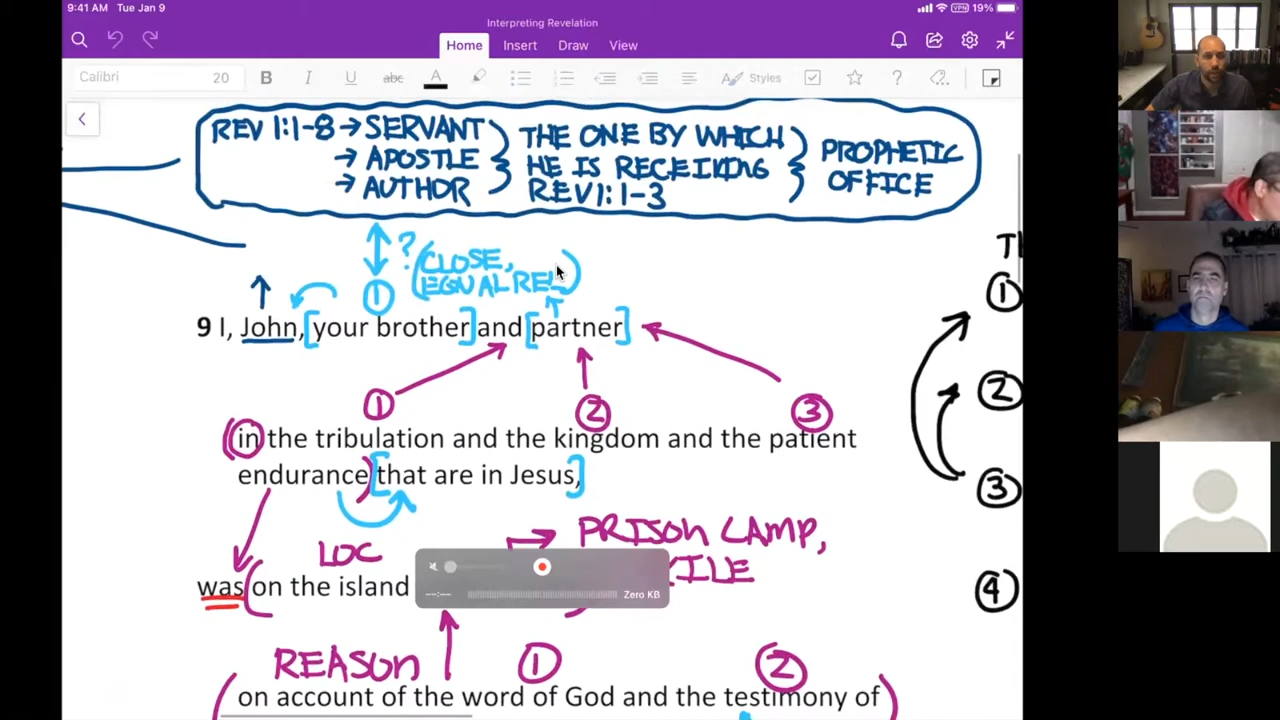 9:41 AM Tue Jan 9
VPN 19%
Interpreting Revelation
Home Insert Draw View
Calibri 20 B I U abc A Styles ?
REV 1:1-8 → SERVANT
→ APOSTLE
→ AUTHOR
THE ONE BY WHICH
HE IS RECEIVING
REV 1:1-3
PROPHETIC
OFFICE
? (CLOSE,
EQUAL REL)
1
9 I, John, [your brother] and [partner]
1 2 3
(in the tribulation and the kingdom and the patient
endurance) [that are in Jesus,]
LOC
→ PRISON CAMP,
was (on the island
--:-- Zero KB
REASON 1 2
(on account of the word of God and the testimony of)
1
2
3
4